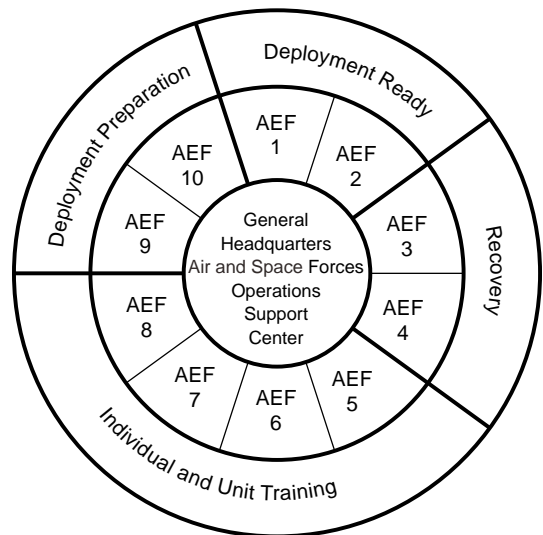 Deployment Ready
Deployment Preparation
Recovery
Individual and Unit Training
AEF
1
AEF
2
AEF
3
AEF
4
AEF
5
AEF
6
AEF
7
AEF
8
AEF
9
AEF
10
General
Headquarters
Air and Space Forces
Operations
Support
Center